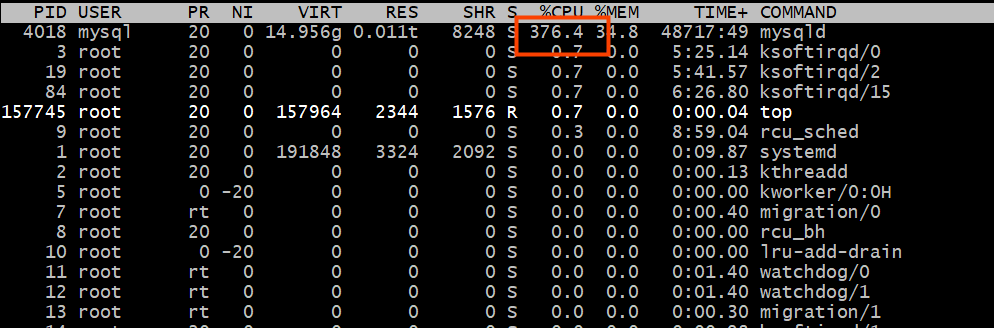 PID USER PR NI VIRT RES SHR S %CPU %MEM TIME+ COMMAND
4018 mysql 20 0 14.956g 0.011t 8248 S 376.4 34.8 48717:49 mysqld
3 root 20 0 0 0 0 S 0.7 0.0 5:25.14 ksoftirqd/0
19 root 20 0 0 0 0 S 0.7 0.0 5:41.57 ksoftirqd/2
84 root 20 0 0 0 0 S 0.7 0.0 6:26.80 ksoftirqd/15
157745 root 20 0 157964 2344 1576 R 0.7 0.0 0:00.04 top
9 root 20 0 0 0 0 S 0.3 0.0 8:59.04 rcu_sched
1 root 20 0 191848 3324 2092 S 0.0 0.0 0:09.87 systemd
2 root 20 0 0 0 0 S 0.0 0.0 0:00.13 kthreadd
5 root 0 -20 0 0 0 S 0.0 0.0 0:00.00 kworker/0:0H
7 root rt 0 0 0 0 S 0.0 0.0 0:00.40 migration/0
8 root 20 0 0 0 0 S 0.0 0.0 0:00.00 rcu_bh
10 root 0 -20 0 0 0 S 0.0 0.0 0:00.00 lru-add-drain
11 root rt 0 0 0 0 S 0.0 0.0 0:01.40 watchdog/0
12 root rt 0 0 0 0 S 0.0 0.0 0:01.40 watchdog/1
13 root rt 0 0 0 0 S 0.0 0.0 0:00.30 migration/1